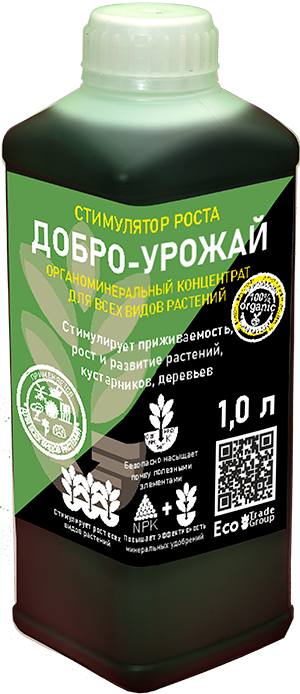 СТИМУЛЯТОР РОСТА
ДОБРО-УРОЖАЙ
ОРГАНОМИНЕРАЛЬНЫЙ КОНЦЕНТРАТ
ДЛЯ ВСЕХ ВИДОВ РАСТЕНИЙ
100%
organic
Стимулирует приживаемость,
рост и развитие растений,
кустарников, деревьев
ПРИМЕНЯЕТСЯ
1,0 л
Безопасно насыщает
почву полезными
элементами
NPK
+
Стимулирует рост всех
видов растений
Повышает эффективность
минеральных удобрений
Eco Trade
Group